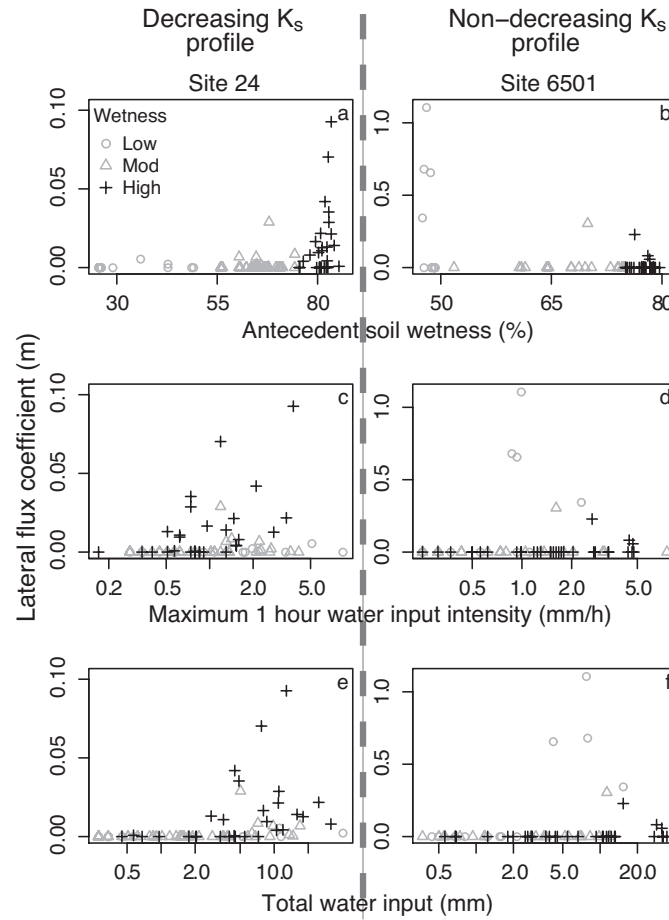 Decreasing Ks profile
Non−decreasing Ks profile
Site 24
Site 6501
Lateral flux coefficient (m)
a
Wetness
Low
Mod
High
0.00 0.05 0.10
30 55 80
b
0.0 0.5 1.0
50 65 80
Antecedent soil wetness (%)
c
0.00 0.05 0.10
0.2 0.5 1.0 2.0 5.0
d
0.0 0.5 1.0
0.5 1.0 2.0 5.0
Maximum 1 hour water input intensity (mm/h)
e
0.00 0.05 0.10
0.5 2.0 10.0
f
0.0 0.5 1.0
0.5 2.0 5.0 20.0
Total water input (mm)